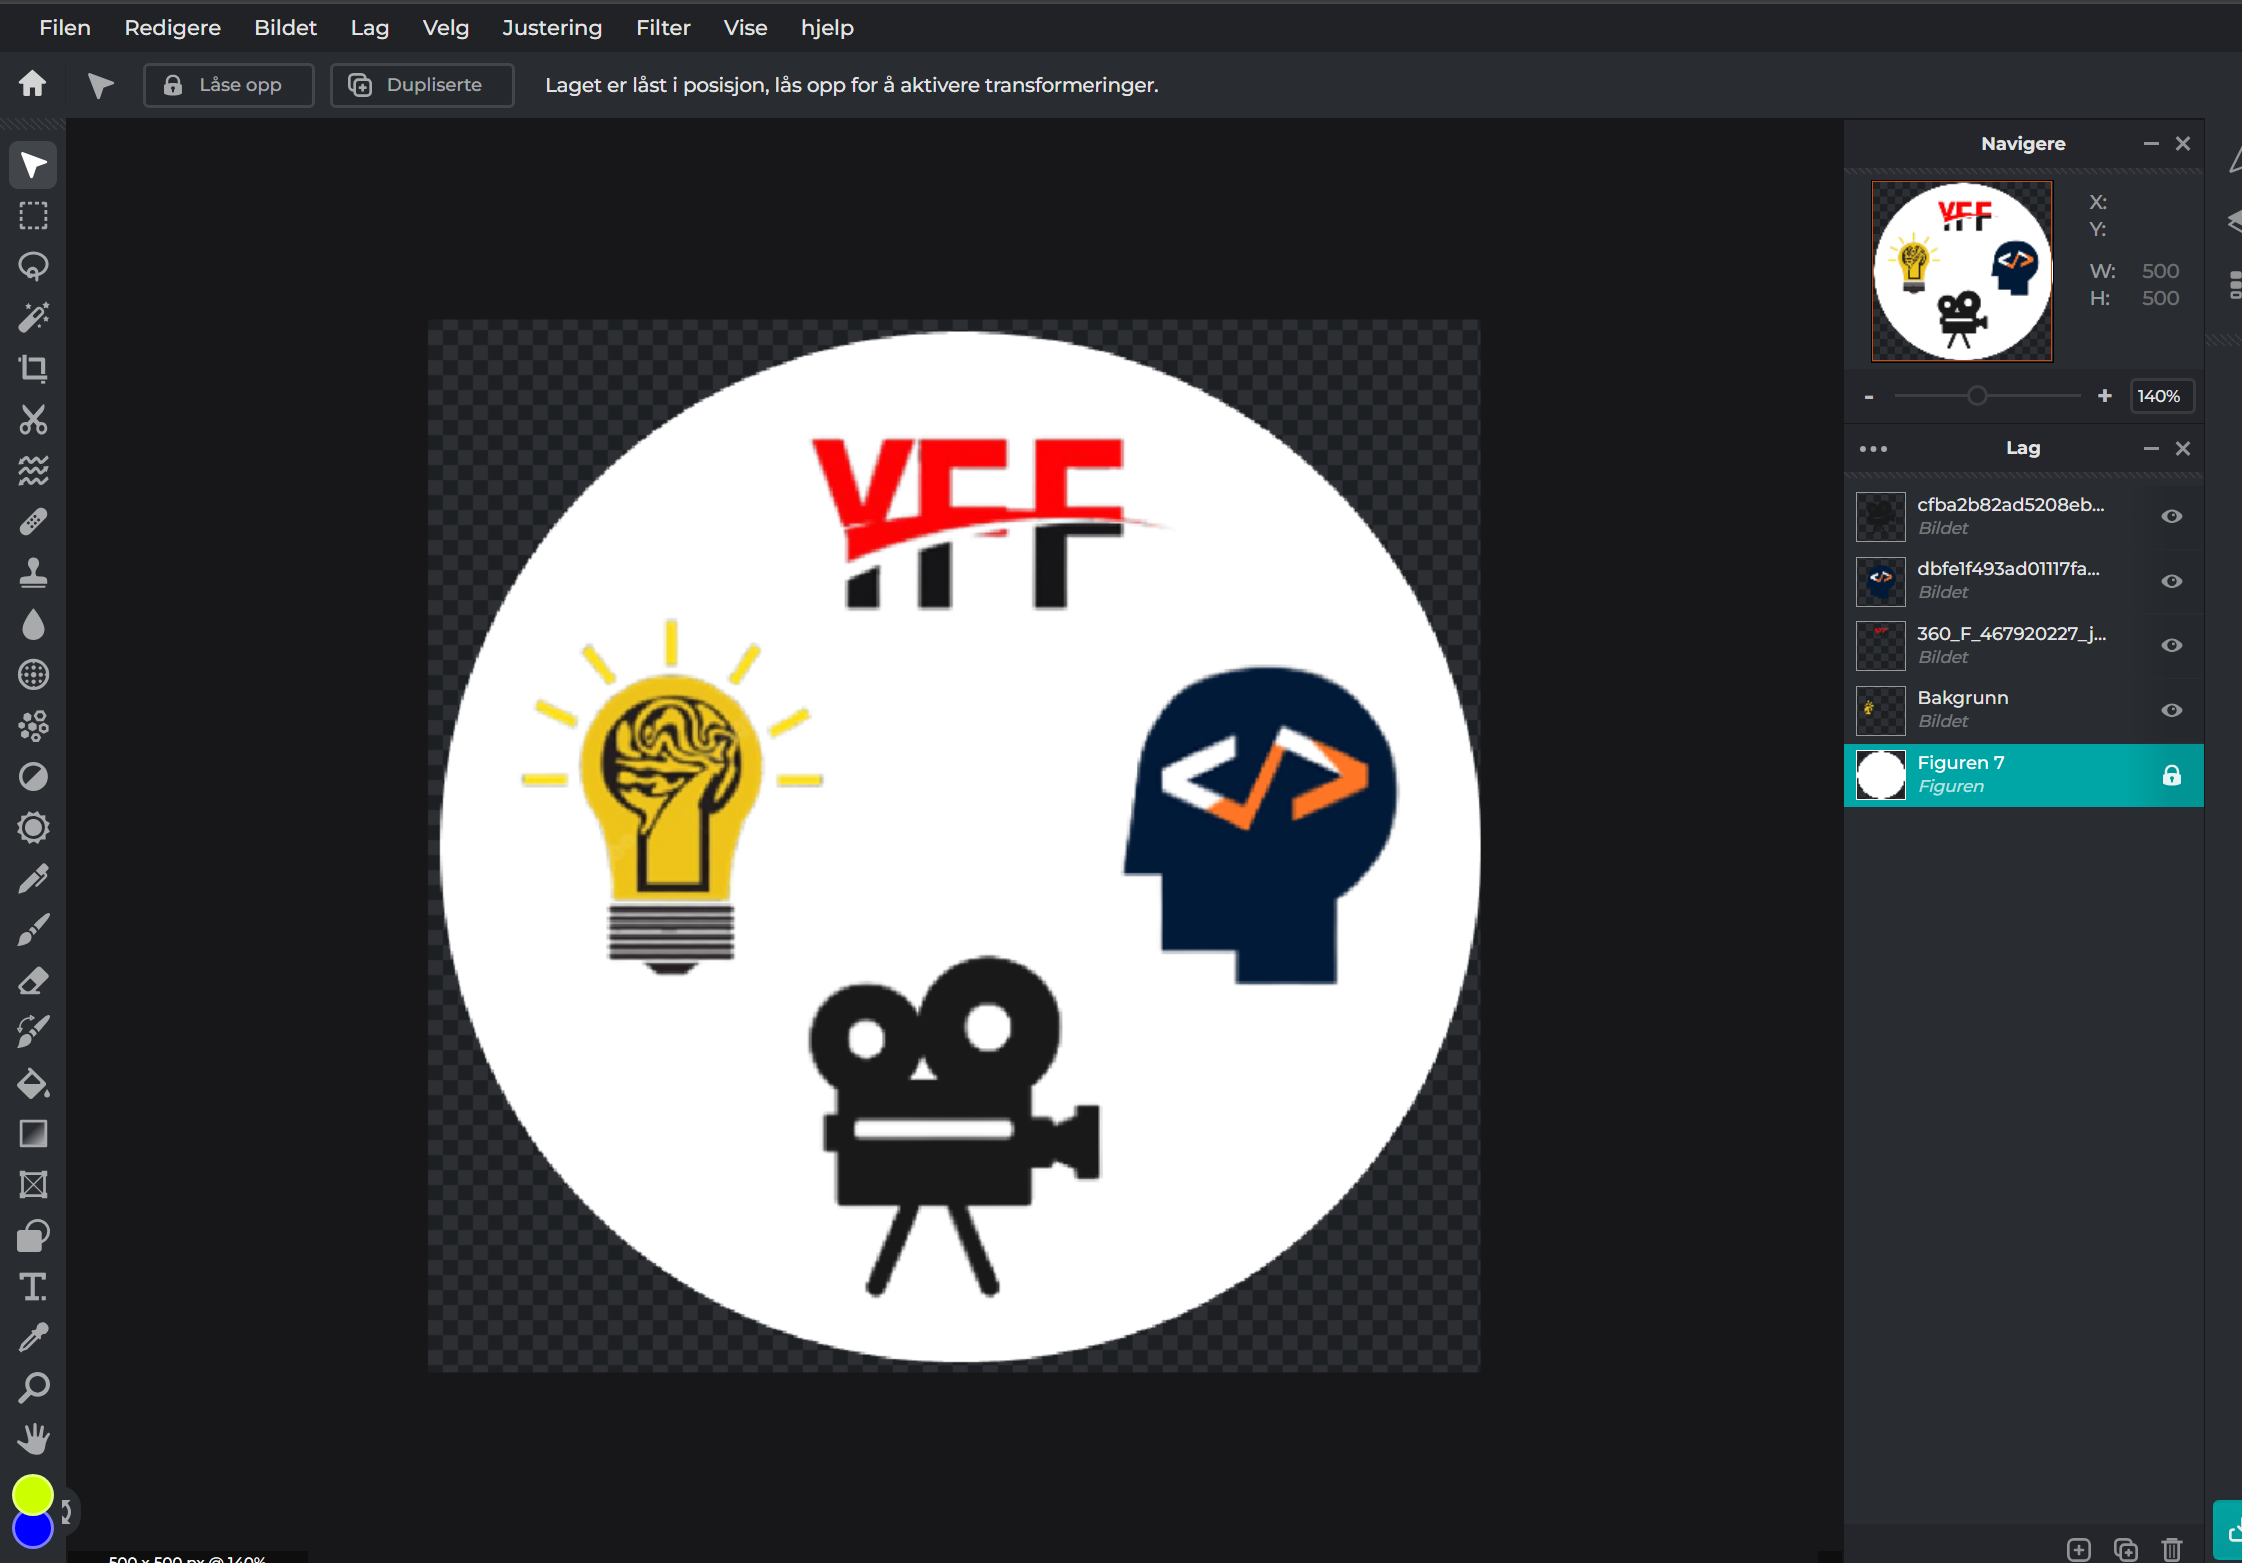 Filen Redigere Bildet Lag Velg Justering Filter Vise hjelp
Låse opp Dupliserte Laget er låst i posisjon, lås opp for å aktivere transformeringer.
Navigere
X:
Y:
W: 500
H: 500
- + 140%
Lag
cfba2b82ad5208eb...
Bildet
dbfe1f493ad01117fa...
Bildet
360_F_467920227_j...
Bildet
Bakgrunn
Bildet
Figuren 7
Figuren
YFF
</>
500 x 500 px @ 140%